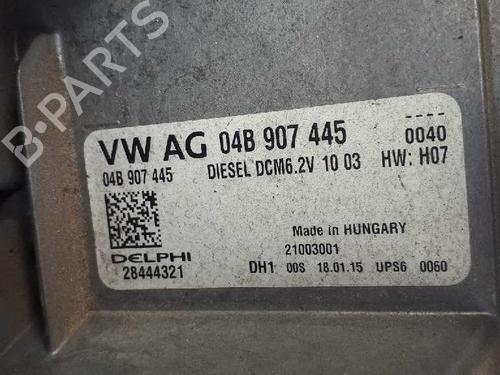 VW AG 04B 907 445 0040
04B 907 445 DIESEL DCM6.2V 10 03 HW: H07
Made in HUNGARY
DELPHI 21003001
28444321 DH1 00S 18.01.15 UPS6 0060
B-PARTS